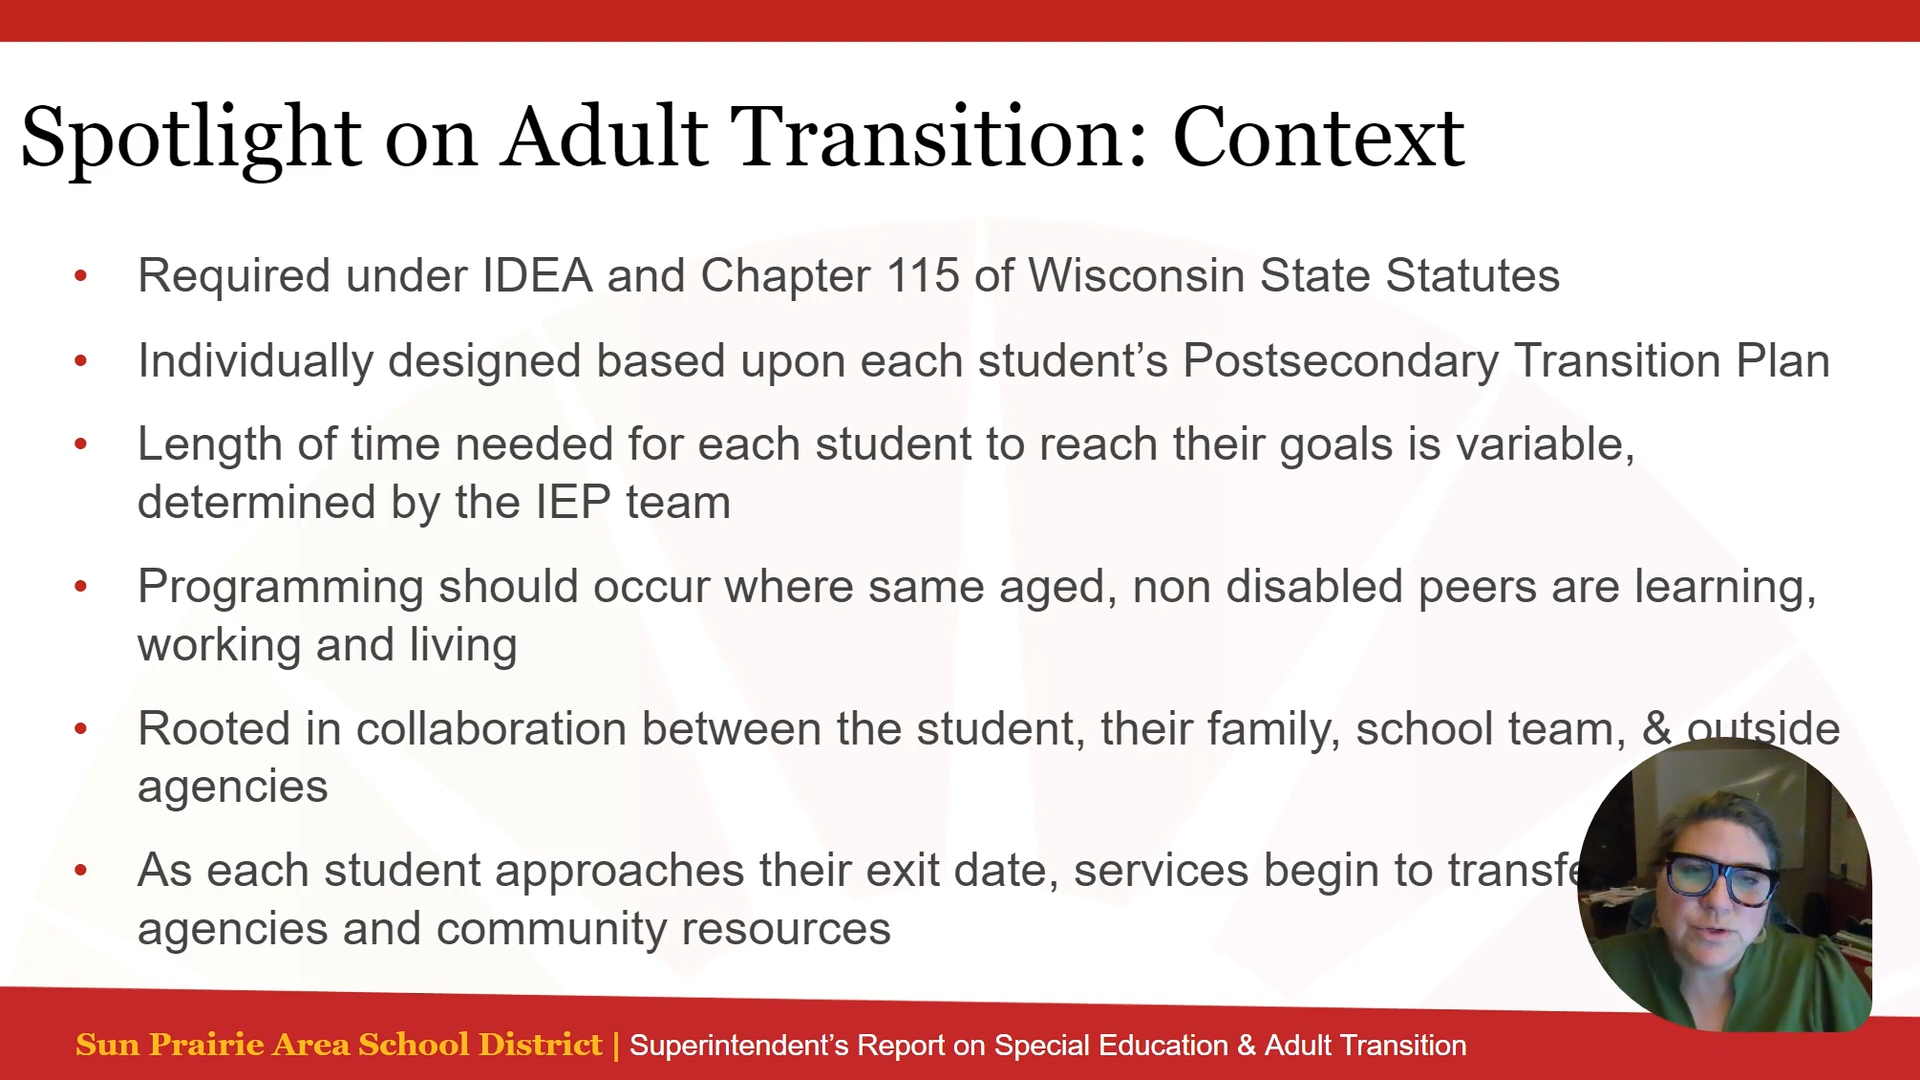 Spotlight on Adult Transition: Context
• Required under IDEA and Chapter 115 of Wisconsin State Statutes
• Individually designed based upon each student’s Postsecondary Transition Plan
• Length of time needed for each student to reach their goals is variable,
determined by the IEP team
• Programming should occur where same aged, non disabled peers are learning,
working and living
• Rooted in collaboration between the student, their family, school team, & outside
agencies
• As each student approaches their exit date, services begin to
agencies and community resources
Sun Prairie Area School District | Superintendent’s Report on Special Education & Adult Transition